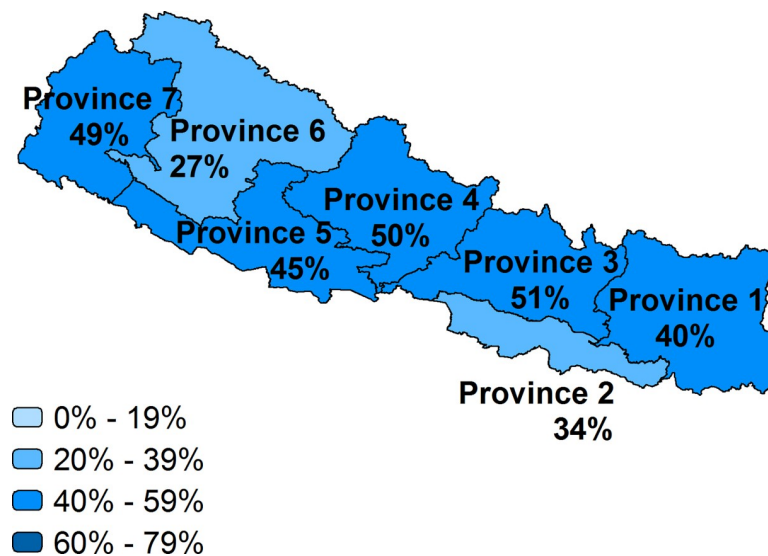 Province 7
49%
Province 6
27%
Province 4
50%
Province 5
45%
Province 3
51%
Province 1
40%
Province 2
34%
0% - 19%
20% - 39%
40% - 59%
60% - 79%